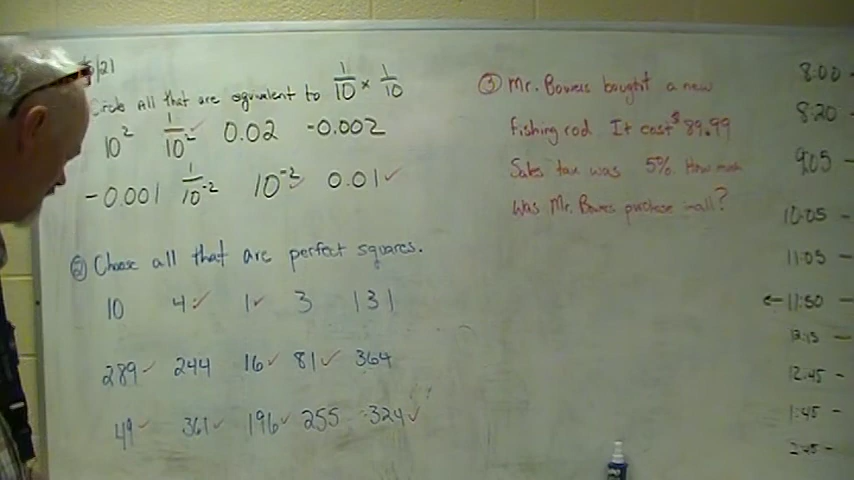 5/21
Circle All that are equivalent to 1/10 × 1/10
10² 1/10² ✓ 0.02 -0.002
-0.001 1/10⁻² 10⁻² ✓ 0.01 ✓
② Choose all that are perfect squares.
10 4 ✓ 1 ✓ 3 131
289 ✓ 244 16 ✓ 81 ✓ 364
49 ✓ 361 ✓ 196 ✓ 255 324 ✓
③ Mr. Bowers bought a new
fishing rod It cost $89.99
Sales tax was 5%. How much
was Mr. Bowes purchase in all?
8:00 -
8:20 -
9:05 -
10:05 -
11:05 -
← 11:50 -
12:15 -
12:45 -
1:45 -
2:45 -